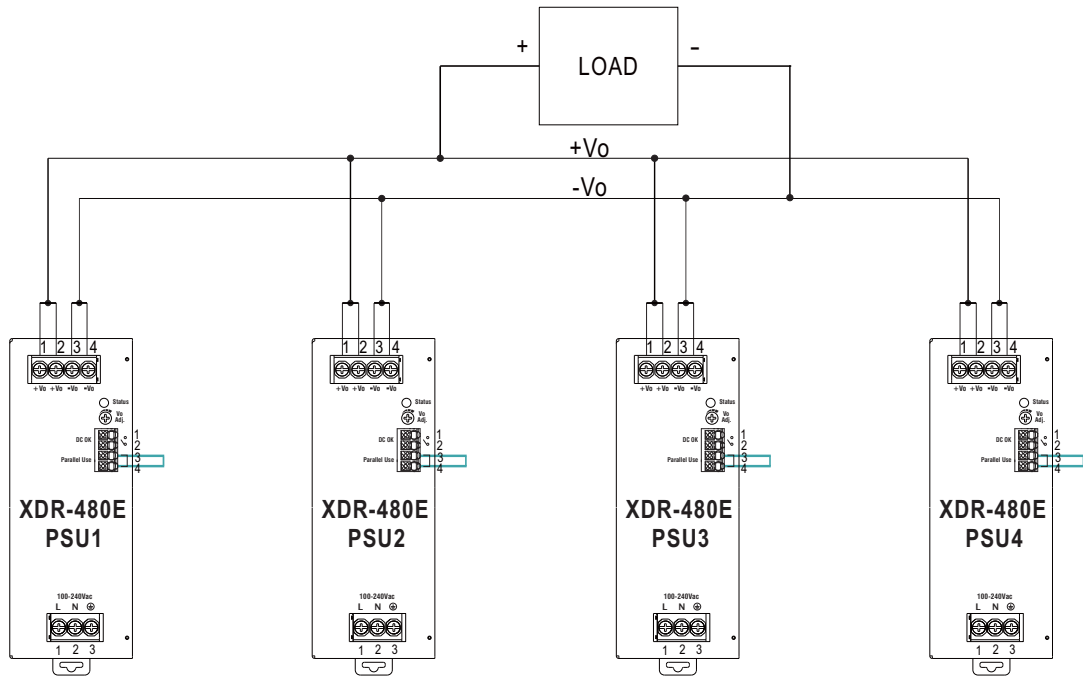 + LOAD -
+Vo
-Vo
1 2 3 4
+Vo +Vo -Vo -Vo
Status
Vo
Adj.
DC OK 1
2
Parallel Use 3
4
XDR-480E
PSU1
100-240Vac
L N
1 2 3
1 2 3 4
+Vo +Vo -Vo -Vo
Status
Vo
Adj.
DC OK 1
2
Parallel Use 3
4
XDR-480E
PSU2
100-240Vac
L N
1 2 3
1 2 3 4
+Vo +Vo -Vo -Vo
Status
Vo
Adj.
DC OK 1
2
Parallel Use 3
4
XDR-480E
PSU3
100-240Vac
L N
1 2 3
1 2 3 4
+Vo +Vo -Vo -Vo
Status
Vo
Adj.
DC OK 1
2
Parallel Use 3
4
XDR-480E
PSU4
100-240Vac
L N
1 2 3